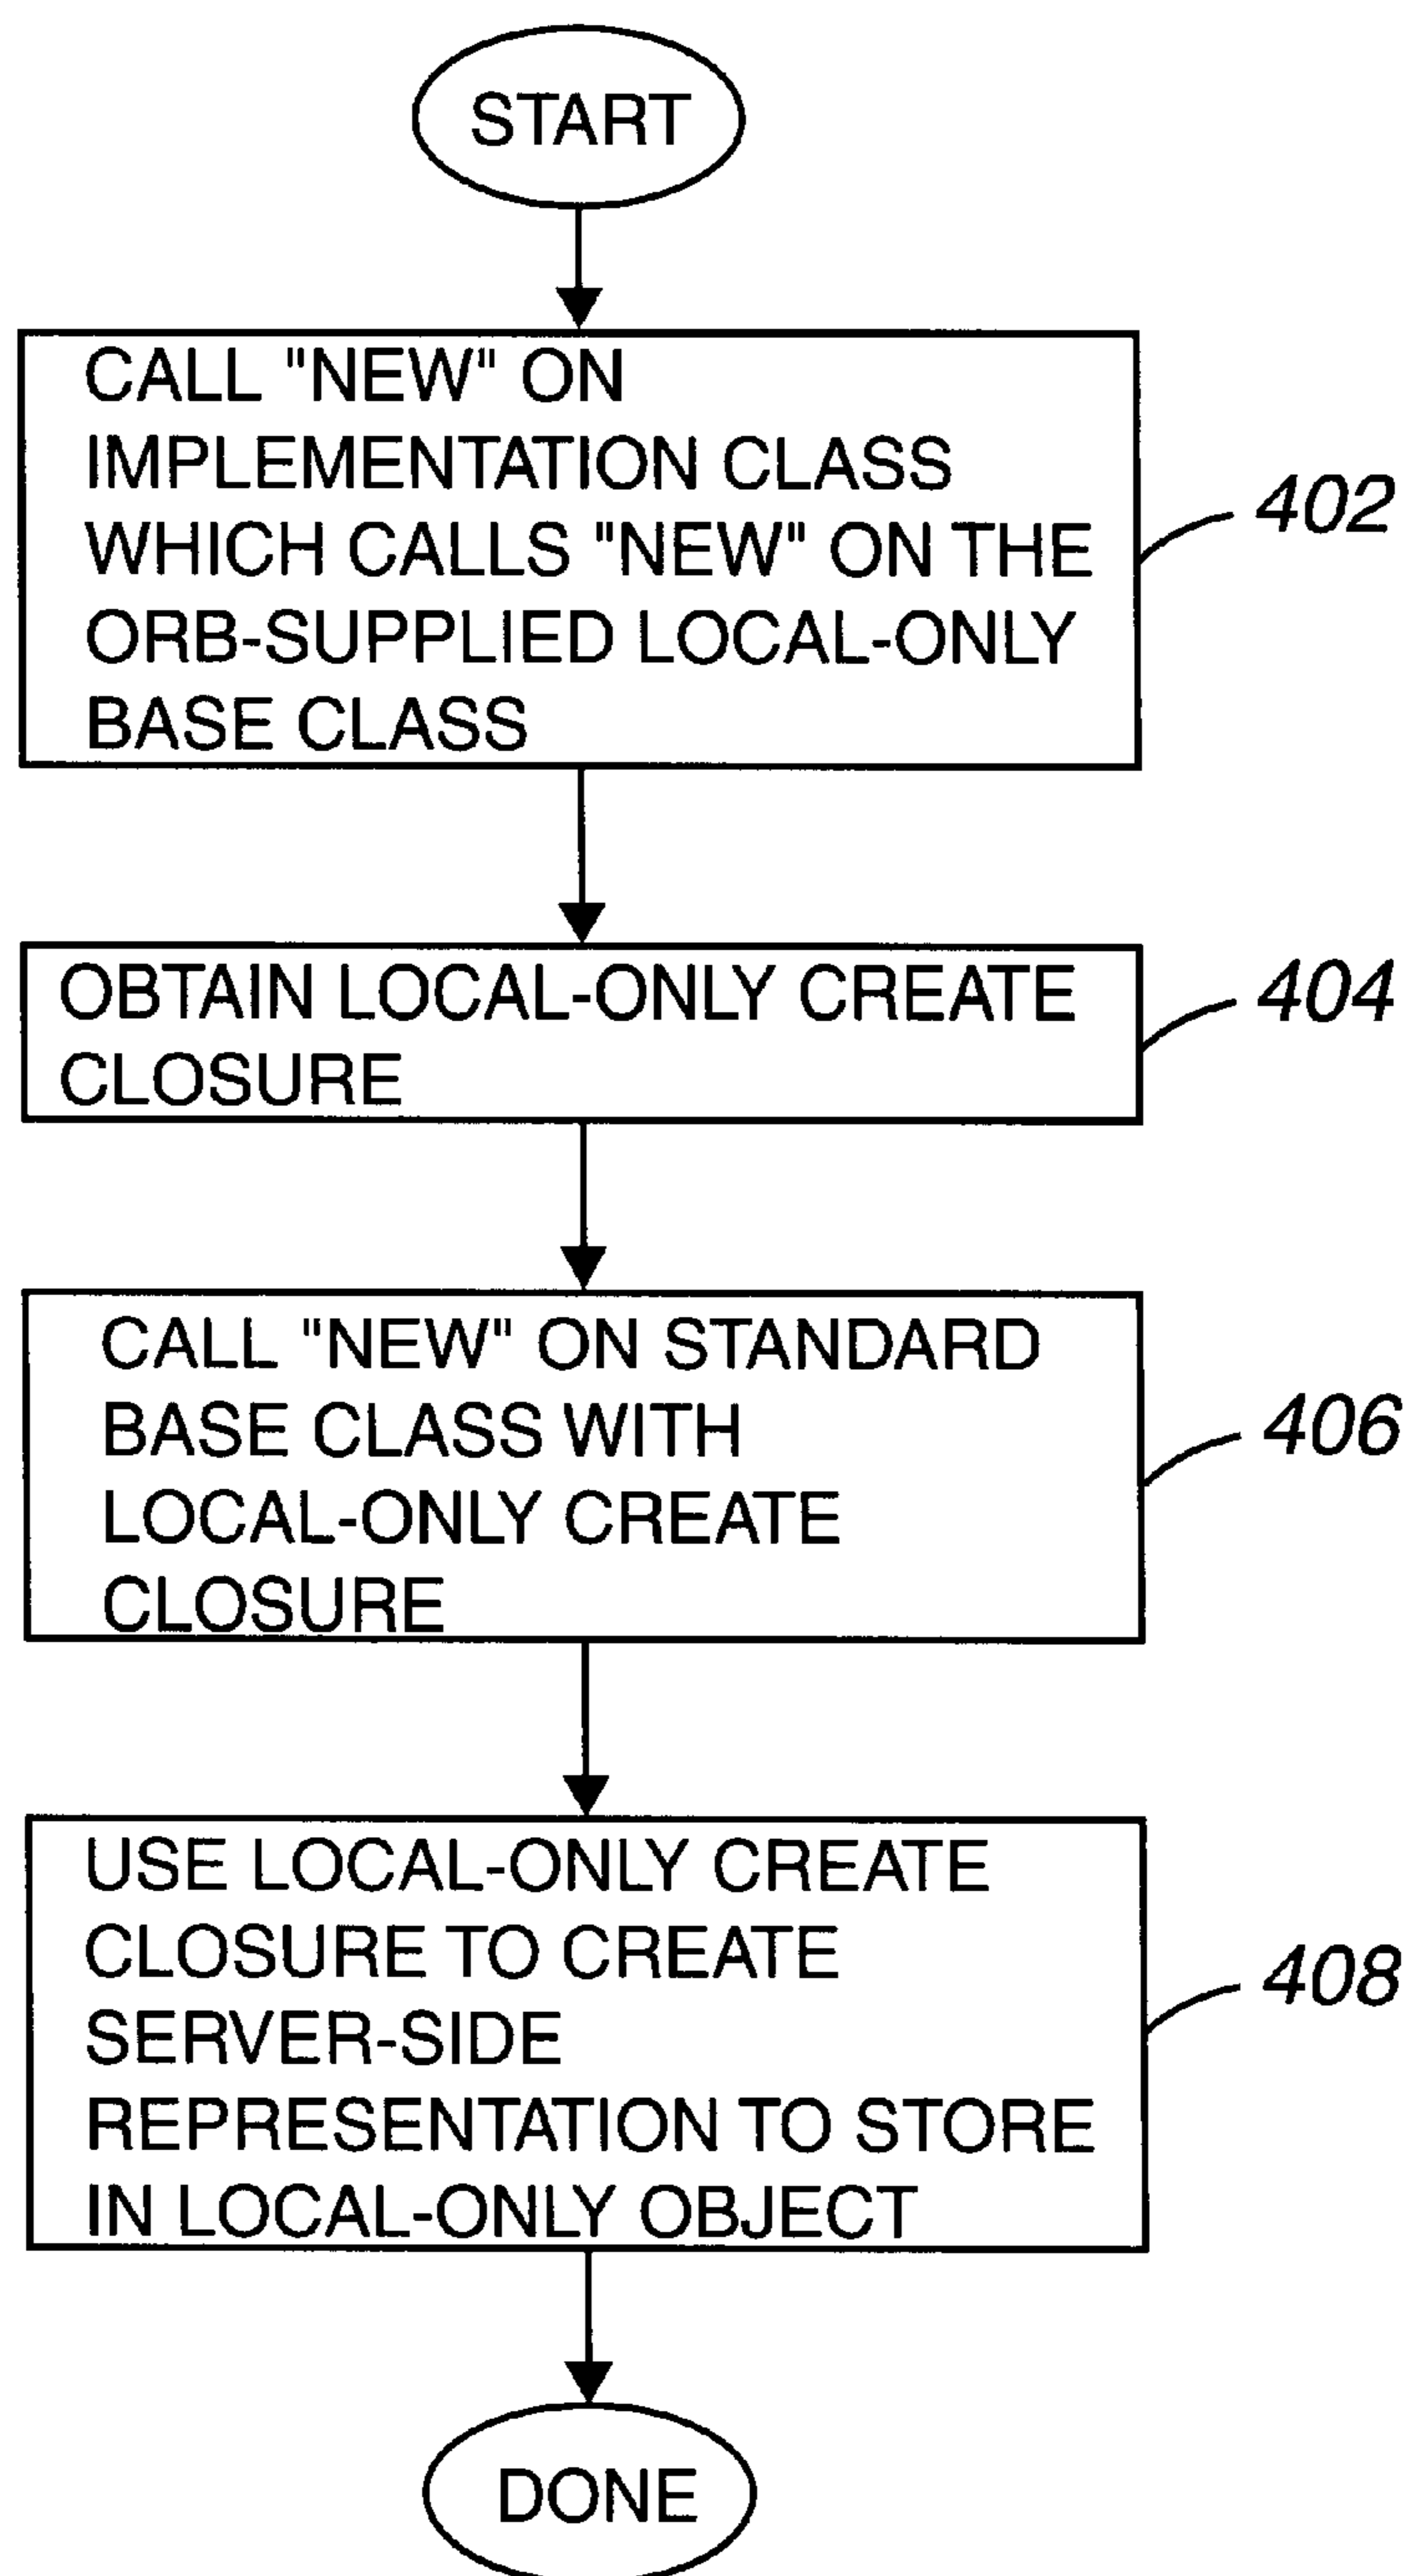 START
CALL "NEW" ON
IMPLEMENTATION CLASS
WHICH CALLS "NEW" ON THE
ORB-SUPPLIED LOCAL-ONLY
BASE CLASS
402
OBTAIN LOCAL-ONLY CREATE
CLOSURE
404
CALL "NEW" ON STANDARD
BASE CLASS WITH
LOCAL-ONLY CREATE
CLOSURE
406
USE LOCAL-ONLY CREATE
CLOSURE TO CREATE
SERVER-SIDE
REPRESENTATION TO STORE
IN LOCAL-ONLY OBJECT
408
DONE